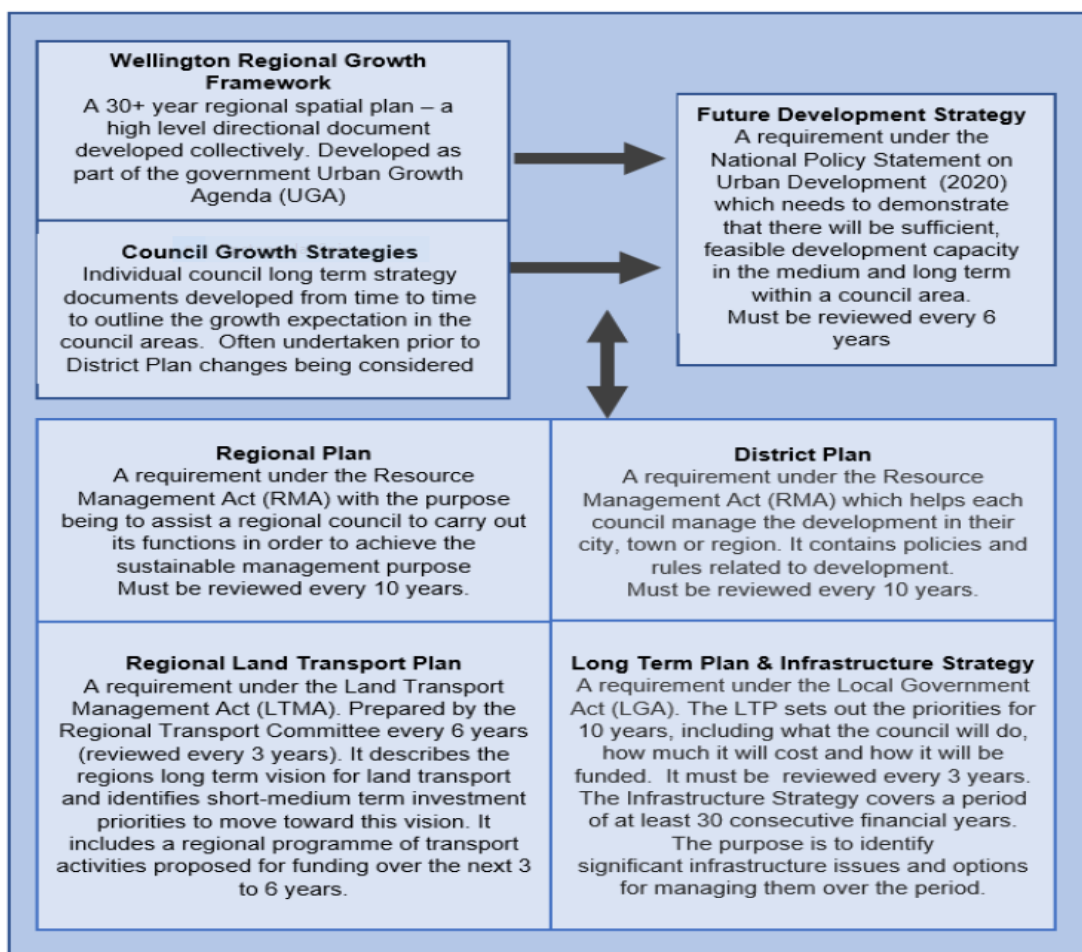 Wellington Regional Growth
Framework
A 30+ year regional spatial plan – a
high level directional document
developed collectively. Developed as
part of the government Urban Growth
Agenda (UGA)
Council Growth Strategies
Individual council long term strategy
documents developed from time to time
to outline the growth expectation in the
council areas.  Often undertaken prior to
District Plan changes being considered
Future Development Strategy
A requirement under the
National Policy Statement on
Urban Development  (2020)
which needs to demonstrate
that there will be sufficient,
feasible development capacity
in the medium and long term
within a council area.
Must be reviewed every 6
years
Regional Plan
A requirement under the Resource
Management Act (RMA) with the purpose
being to assist a regional council to carry out
its functions in order to achieve the
sustainable management purpose
Must be reviewed every 10 years.
District Plan
A requirement under the Resource
Management Act (RMA) which helps each
council manage the development in their
city, town or region. It contains policies and
rules related to development.
Must be reviewed every 10 years.
Regional Land Transport Plan
A requirement under the Land Transport
Management Act (LTMA). Prepared by the
Regional Transport Committee every 6 years
(reviewed every 3 years). It describes the
regions long term vision for land transport
and identifies short-medium term investment
priorities to move toward this vision. It
includes a regional programme of transport
activities proposed for funding over the next 3
to 6 years.
Long Term Plan & Infrastructure Strategy
A requirement under the Local Government
Act (LGA). The LTP sets out the priorities for
10 years, including what the council will do,
how much it will cost and how it will be
funded.  It must be  reviewed every 3 years.
The Infrastructure Strategy covers a period
of at least 30 consecutive financial years.
The purpose is to identify
significant infrastructure issues and options
for managing them over the period.